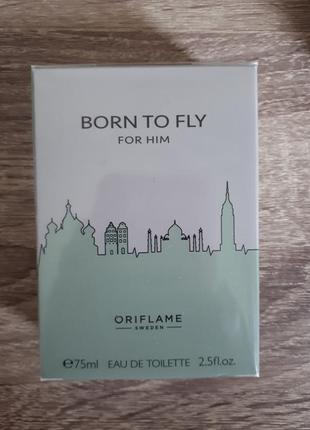 BORN TO FLY
FOR HIM
ORIFLAME
SWEDEN
℮75ml EAU DE TOILETTE 2.5fl.oz.